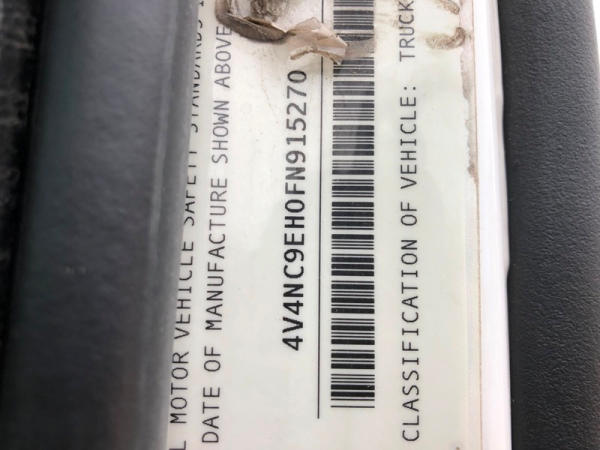 MOTOR VEHICLE SAFETY STANDARDS
DATE OF MANUFACTURE SHOWN ABOVE
4V4NC9EH0FN915270
CLASSIFICATION OF VEHICLE: TRUCK